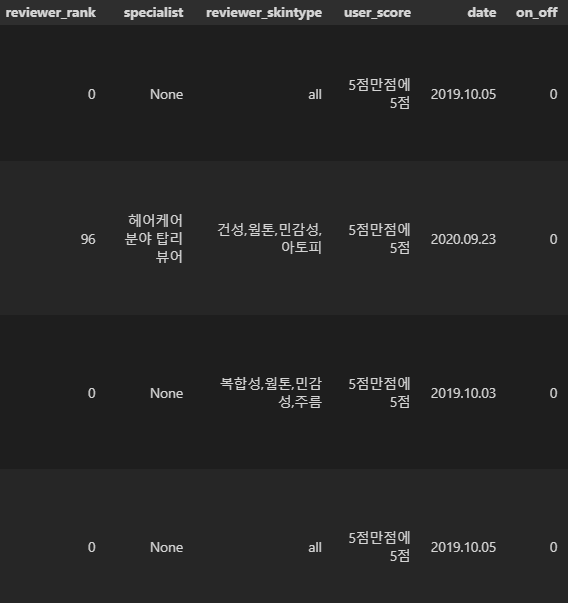 reviewer_rank specialist reviewer_skintype user_score date on_off
0 None all 5점만점에
5점 2019.10.05 0
96 헤어케어
분야 탑리
뷰어 건성,웜톤,민감성,
아토피 5점만점에
5점 2020.09.23 0
0 None 복합성,웜톤,민감
성,주름 5점만점에
5점 2019.10.03 0
0 None all 5점만점에
5점 2019.10.05 0